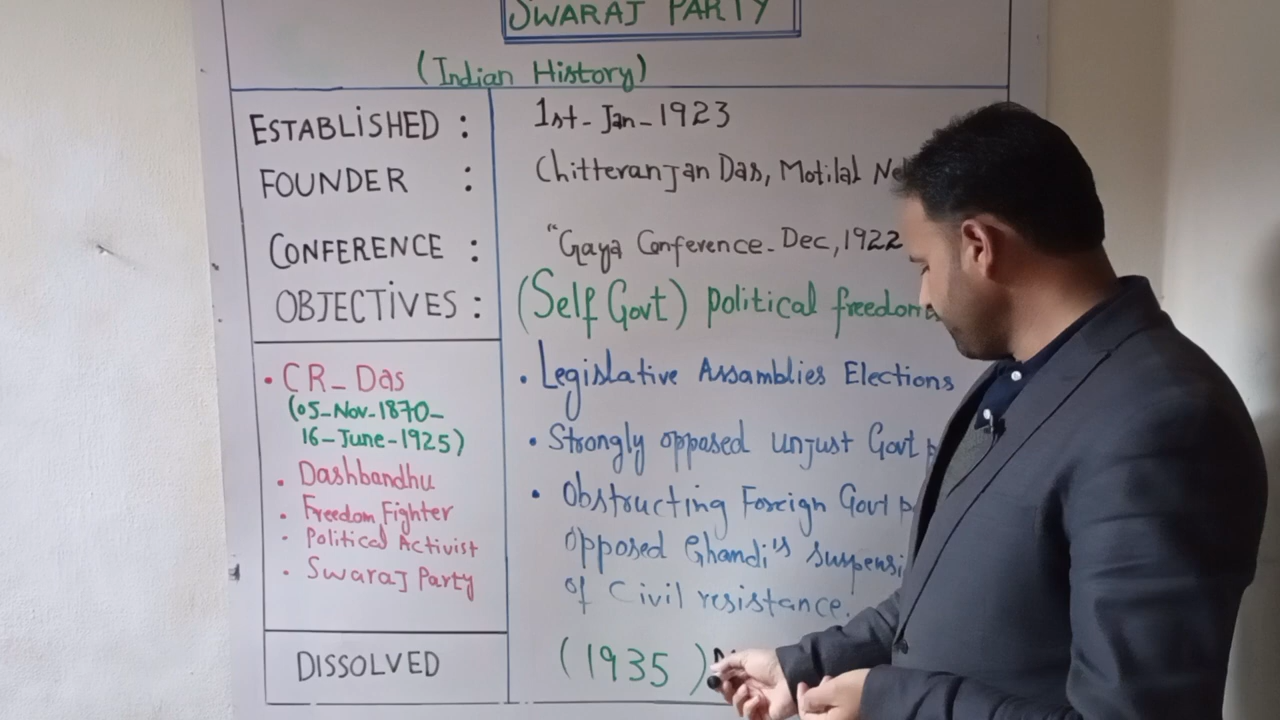 SWARAJ PARTY
(Indian History)
ESTABLISHED : 1st-Jan-1923
FOUNDER : Chitteranjan Das, Motilal
CONFERENCE : "Gaya Conference- Dec, 1922
OBJECTIVES : (Self Govt) political freedom
• CR-Das
(05-Nov-1870-
16-June-1925)
• Dashbandhu
• Freedom Fighter
• Political Activist
• Swaraj Party
• Legislative Assamblies Elections
• Strongly opposed unjust Govt
• Obstructing Foreign Govt
opposed Ghandi's
of Civil resistance.
DISSOLVED (1935)